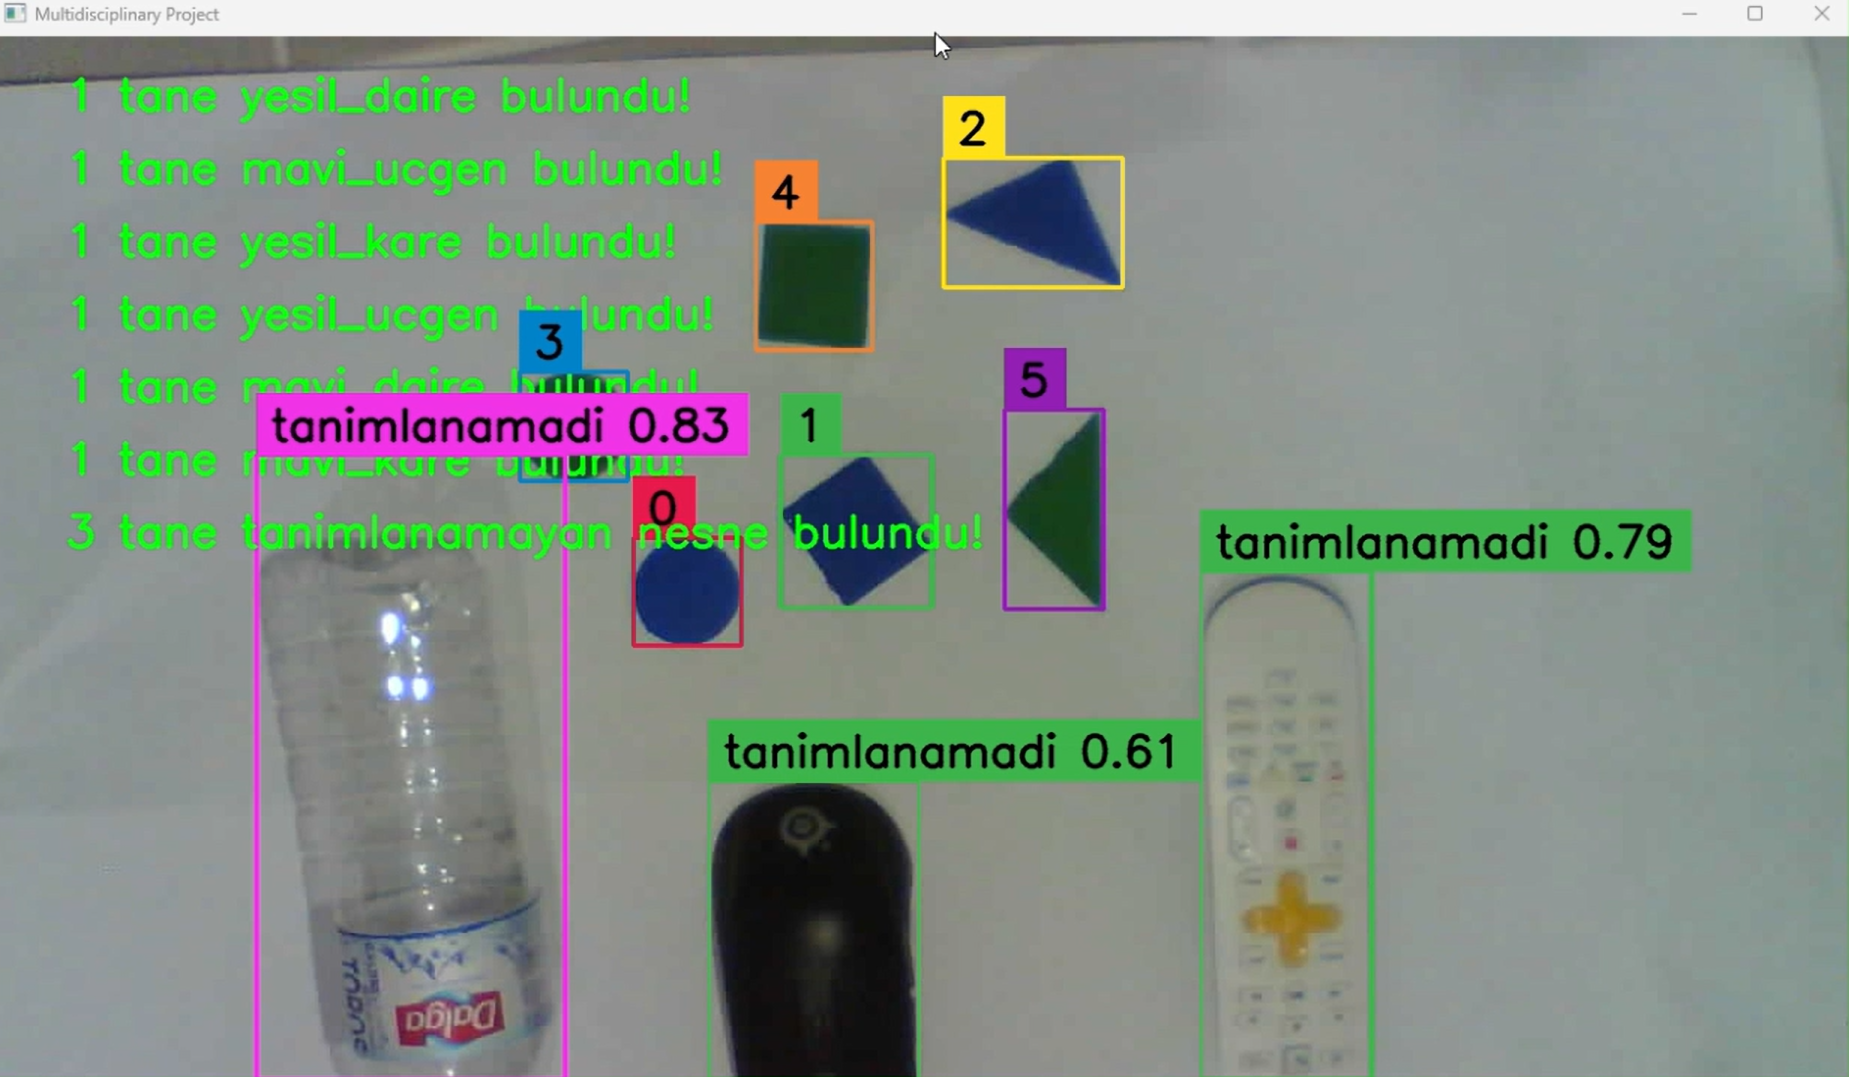 Multidisciplinary Project
1 tane yesil_daire bulundu!
1 tane mavi_ucgen bulundu!
1 tane yesil_kare bulundu!
1 tane yesil_ucgen bulundu!
1 tane mavi_daire bulundu!
1 tane mavi_kare bulundu!
3 tane tanimlanamayan nesne bulundu!
2
4
3
5
tanimlanamadi 0.83
1
0
tanimlanamadi 0.79
tanimlanamadi 0.61
Dalga